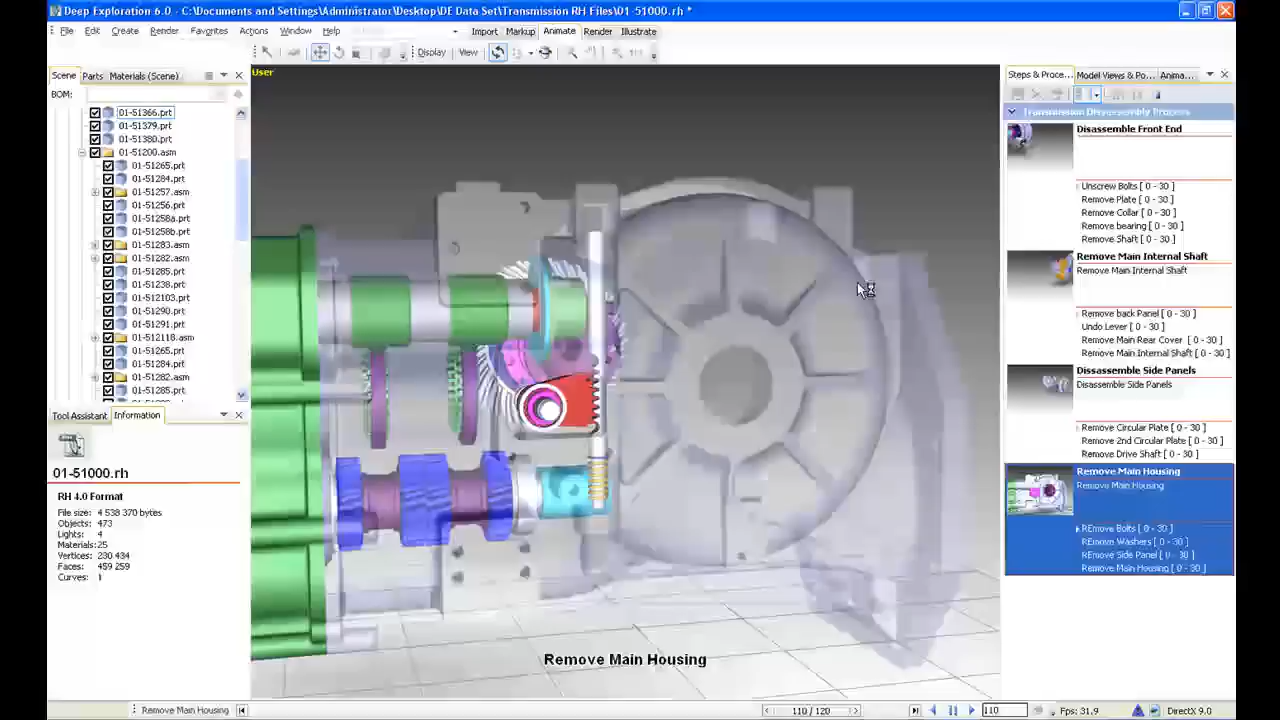 Deep Exploration 6.0 - C:\Documents and Settings\Administrator\Desktop\DE Data Set\Transmission RH Files\01-51000.rh *
File Edit Create Render Favorites Actions Window Help
Import Markup Animate Render Illustrate
Display View
Scene Parts Materials (Scene)
BOM:
01-51366.prt
01-51379.prt
01-51380.prt
01-51200.asm
01-51265.prt
01-51284.prt
01-51257.asm
01-51256.prt
01-51258a.prt
01-51258b.prt
01-51283.asm
01-51282.asm
01-51285.prt
01-51238.prt
01-512103.prt
01-51290.prt
01-51291.prt
01-512118.asm
01-51265.prt
01-51284.prt
01-51282.asm
01-51285.prt
Tool Assistant Information
01-51000.rh
RH 4.0 Format
File size: 4 538 370 bytes
Objects: 473
Lights: 4
Materials: 25
Vertices: 230 434
Faces: 459 259
Curves: 1
User
Remove Main Housing
Steps & Proce... Model Views & Po... Anima...
Transmission Dissasembly Process
Disassemble Front End
Unscrew Bolts [ 0 - 30 ]
Remove Plate [ 0 - 30 ]
Remove Collar [ 0 - 30 ]
Remove bearing [ 0 - 30 ]
Remove Shaft [ 0 - 30 ]
Remove Main Internal Shaft
Remove Main Internal Shaft
Remove back Panel [ 0 - 30 ]
Undo Lever [ 0 - 30 ]
Remove Main Rear Cover [ 0 - 30 ]
Remove Main Internal Shaft [ 0 - 30 ]
Dissasemble Side Panels
Disassemble Side Panels
Remove Circular Plate [ 0 - 30 ]
Remove 2nd Circular Plate [ 0 - 30 ]
Remove Drive Shaft [ 0 - 30 ]
Remove Main Housing
Remove Main Housing
REmove Bolts [ 0 - 30 ]
REmove Washers [ 0 - 30 ]
REmove Side Panel [ 0 - 30 ]
Remove Main Housing [ 0 - 30 ]
Remove Main Housing
110 / 120
110
Fps: 31.9
DirectX 9.0